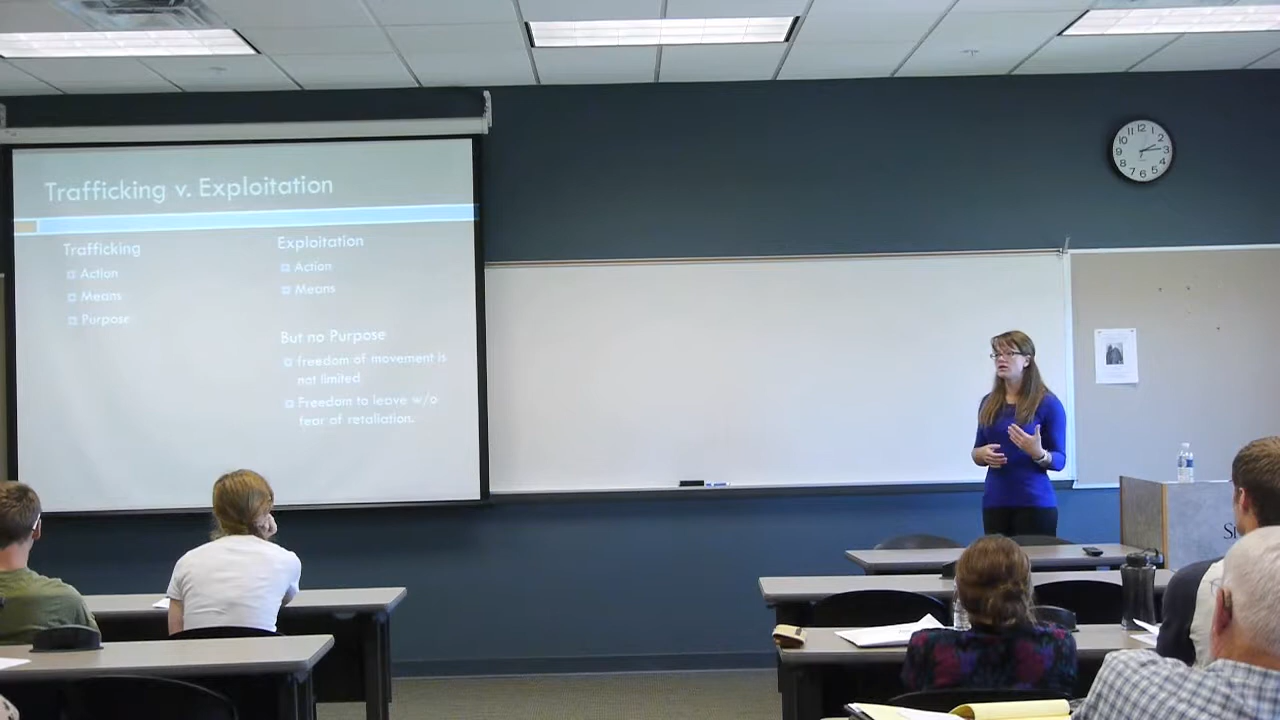 Trafficking v. Exploitation
Trafficking
Action
Means
Purpose
Exploitation
Action
Means
But no Purpose
freedom of movement is
not limited
Freedom to leave w/o
fear of retaliation.